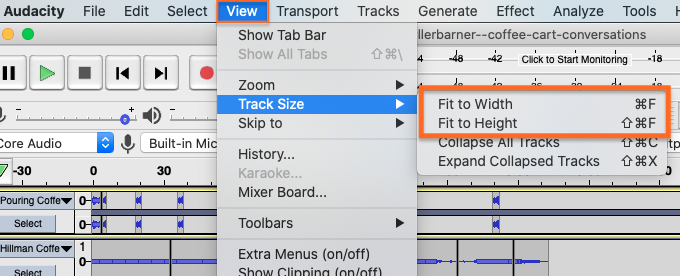 Audacity File Edit Select View Transport Tracks Generate Effect Analyze Tools
Show Tab Bar
llerbarner--coffee-cart-conversations
Show All Tabs ⇧⌘\
-48 -42 Click to Start Monitoring -18
Zoom
Track Size
Fit to Width ⌘F
Skip to
Fit to Height ⇧⌘F
Core Audio
Built-in Mic
Collapse All Tracks ⇧⌘C
History...
Expand Collapsed Tracks ⇧⌘X
-30
Karaoke...
0
Mixer Board...
Pouring Coffe 0
Select 0
Toolbars
Hillman Coffe 1
Extra Menus (on/off)
Select 0
Show Clipping (on/off)